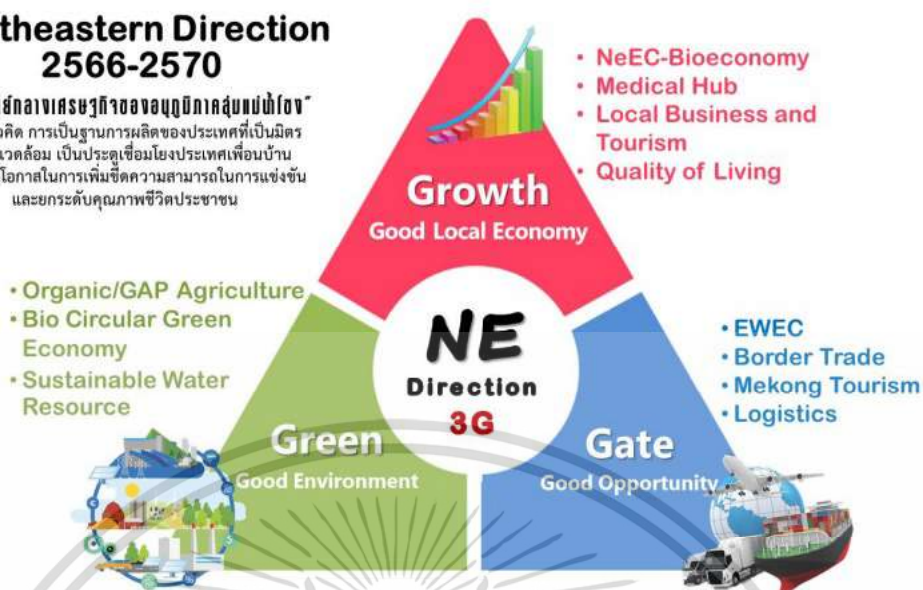 theastern Direction
2566-2570
ย์กลางเศรษฐกิจของอนุภูมิภาคลุ่มแม่น้ำโขง"
คิด การเป็นฐานการผลิตของประเทศที่เป็นมิตร
แวดล้อม เป็นประตูเชื่อมโยงประเทศเพื่อนบ้าน
โอกาสในการเพิ่มขีดความสามารถในการแข่งขัน
และยกระดับคุณภาพชีวิตประชาชน
• NeEC-Bioeconomy
• Medical Hub
• Local Business and
Tourism
• Quality of Living
Growth
Good Local Economy
• Organic/GAP Agriculture
• Bio Circular Green
Economy
• Sustainable Water
Resource
NE
Direction
3G
• EWEC
• Border Trade
• Mekong Tourism
• Logistics
Green
Good Environment
Gate
Good Opportunity